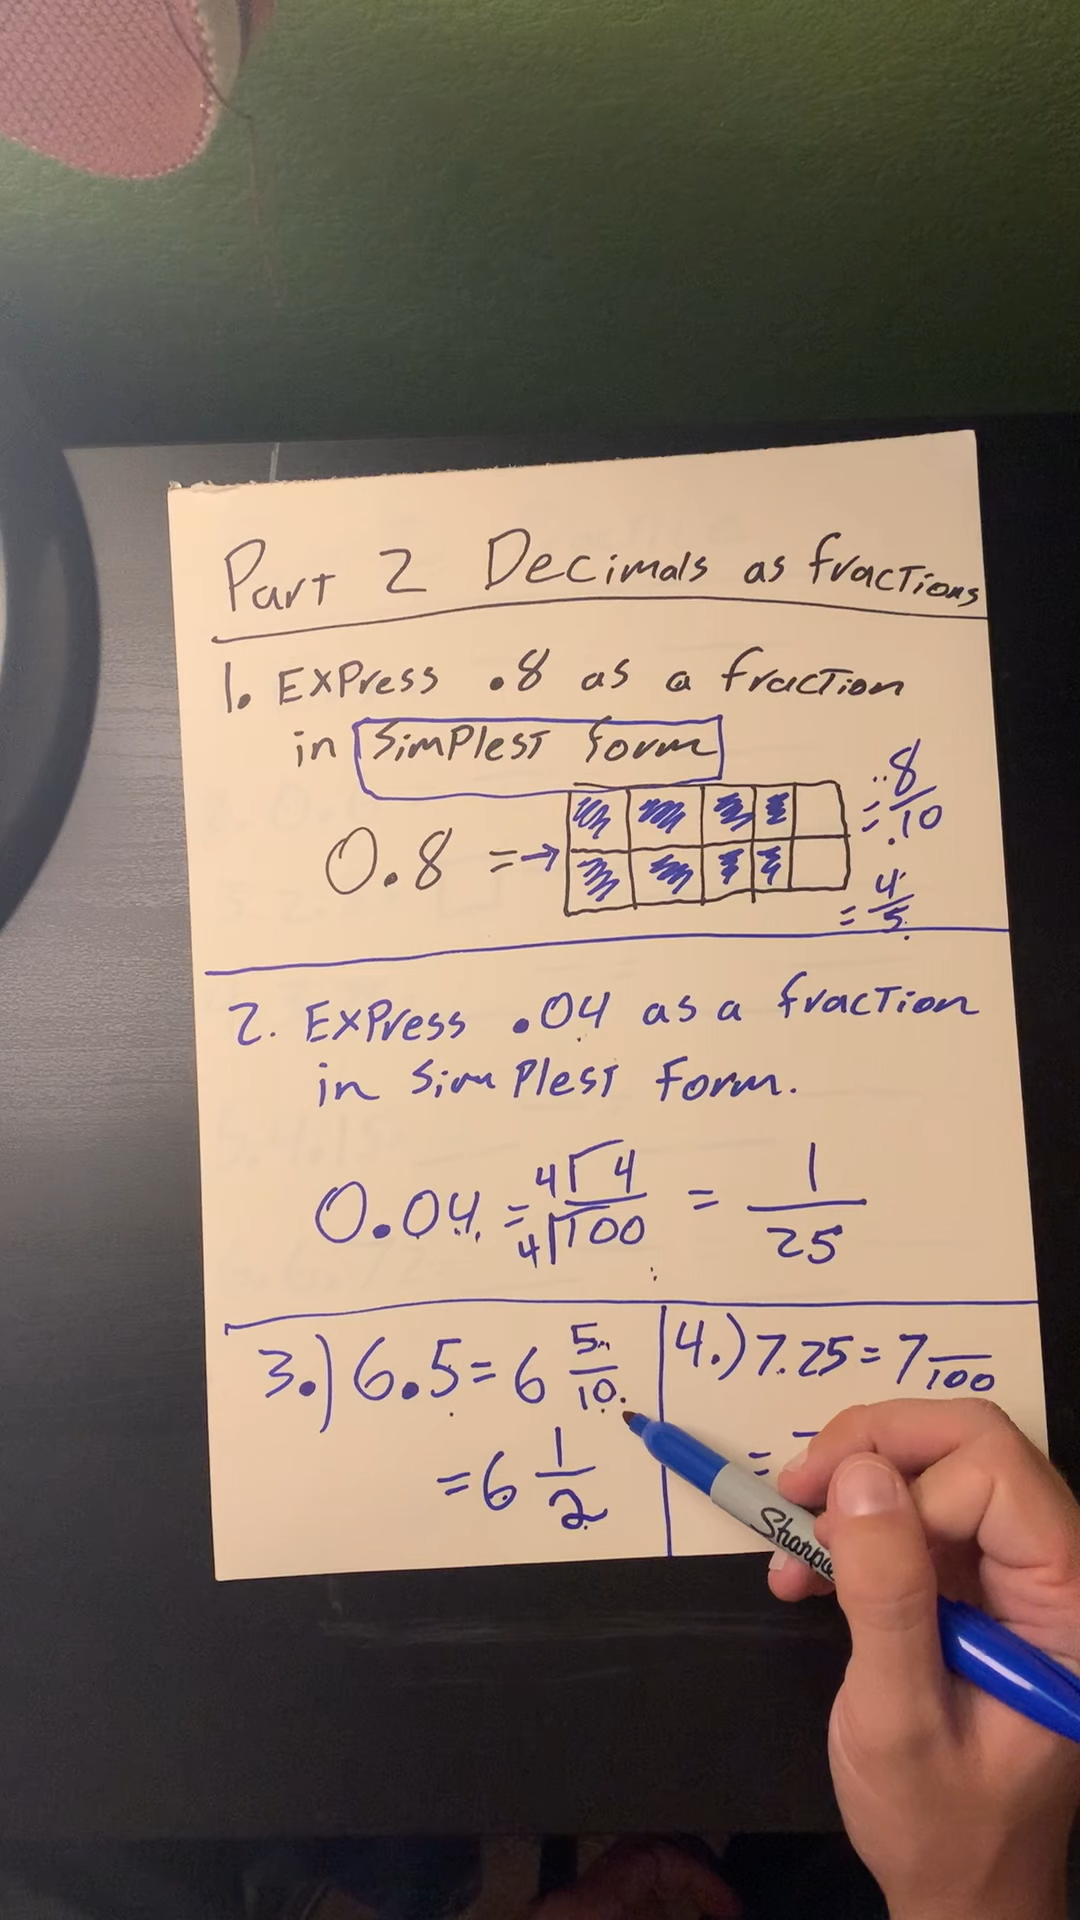 Part 2 Decimals as fractions
1. Express .8 as a fraction
in simplest form
0.8 = → = 8/10
= 4/5
2. Express .04 as a fraction
in simplest form.
0.04 = 4√4 / 4√100 = 1/25
3.) 6.5 = 6 5/10
= 6 1/2
4.) 7.25 = 7 /100
=
Sharpie